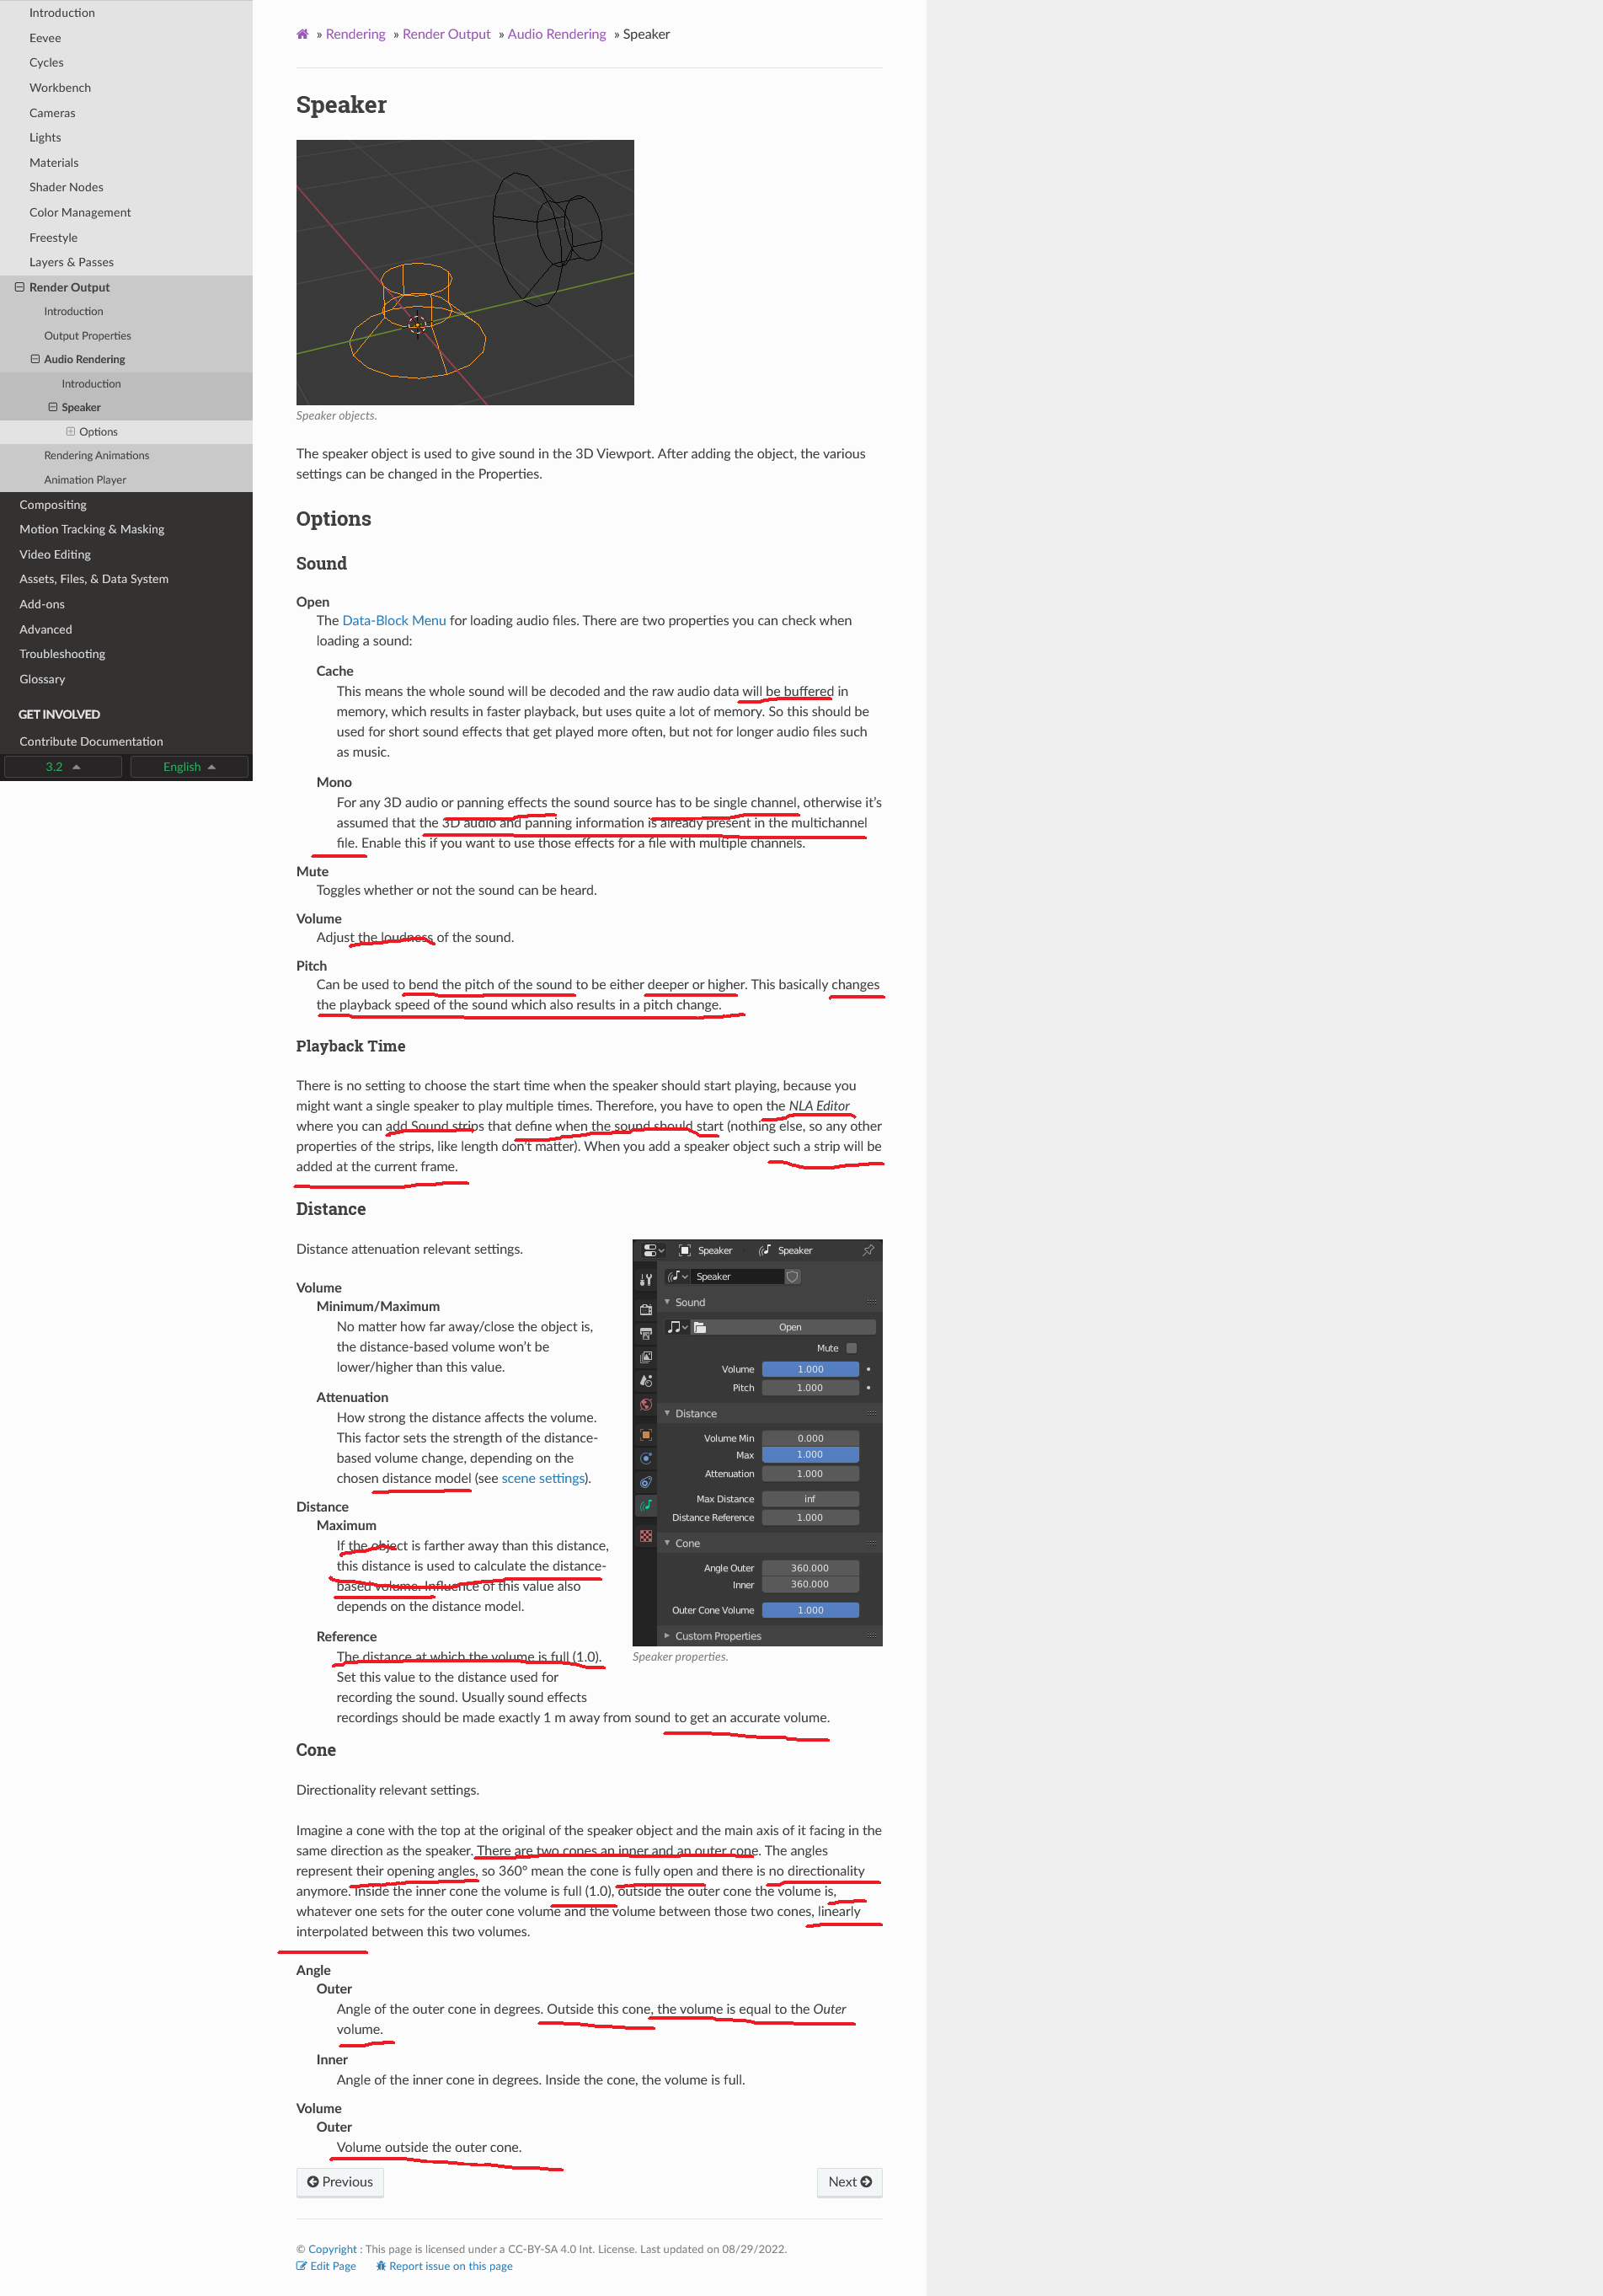 Introduction
Eevee
Cycles
Workbench
Cameras
Lights
Materials
Shader Nodes
Color Management
Freestyle
Layers & Passes
Render Output
Introduction
Output Properties
Audio Rendering
Introduction
Speaker
Options
Rendering Animations
Animation Player
Compositing
Motion Tracking & Masking
Video Editing
Assets, Files, & Data System
Add-ons
Advanced
Troubleshooting
Glossary
GET INVOLVED
Contribute Documentation
3.2 English
» Rendering » Render Output » Audio Rendering » Speaker
Speaker
Speaker objects.
The speaker object is used to give sound in the 3D Viewport. After adding the object, the various
settings can be changed in the Properties.
Options
Sound
Open
The Data-Block Menu for loading audio files. There are two properties you can check when
loading a sound:
Cache
This means the whole sound will be decoded and the raw audio data will be buffered in
memory, which results in faster playback, but uses quite a lot of memory. So this should be
used for short sound effects that get played more often, but not for longer audio files such
as music.
Mono
For any 3D audio or panning effects the sound source has to be single channel, otherwise it's
assumed that the 3D audio and panning information is already present in the multichannel
file. Enable this if you want to use those effects for a file with multiple channels.
Mute
Toggles whether or not the sound can be heard.
Volume
Adjust the loudness of the sound.
Pitch
Can be used to bend the pitch of the sound to be either deeper or higher. This basically changes
the playback speed of the sound which also results in a pitch change.
Playback Time
There is no setting to choose the start time when the speaker should start playing, because you
might want a single speaker to play multiple times. Therefore, you have to open the NLA Editor
where you can add Sound strips that define when the sound should start (nothing else, so any other
properties of the strips, like length don't matter). When you add a speaker object such a strip will be
added at the current frame.
Distance
Distance attenuation relevant settings.
Volume
Minimum/Maximum
No matter how far away/close the object is,
the distance-based volume won't be
lower/higher than this value.
Attenuation
How strong the distance affects the volume.
This factor sets the strength of the distance-
based volume change, depending on the
chosen distance model (see scene settings).
Distance
Maximum
If the object is farther away than this distance,
this distance is used to calculate the distance-
based volume. Influence of this value also
depends on the distance model.
Reference
The distance at which the volume is full (1.0).
Set this value to the distance used for
recording the sound. Usually sound effects
recordings should be made exactly 1 m away from sound to get an accurate volume.
Speaker Speaker
Speaker
Sound
Open
Mute
Volume 1.000
Pitch 1.000
Distance
Volume Min 0.000
Max 1.000
Attenuation 1.000
Max Distance inf
Distance Reference 1.000
Cone
Angle Outer 360.000
Inner 360.000
Outer Cone Volume 1.000
Custom Properties
Speaker properties.
Cone
Directionality relevant settings.
Imagine a cone with the top at the original of the speaker object and the main axis of it facing in the
same direction as the speaker. There are two cones an inner and an outer cone. The angles
represent their opening angles, so 360° mean the cone is fully open and there is no directionality
anymore. Inside the inner cone the volume is full (1.0), outside the outer cone the volume is,
whatever one sets for the outer cone volume and the volume between those two cones, linearly
interpolated between this two volumes.
Angle
Outer
Angle of the outer cone in degrees. Outside this cone, the volume is equal to the Outer
volume.
Inner
Angle of the inner cone in degrees. Inside the cone, the volume is full.
Volume
Outer
Volume outside the outer cone.
Previous Next
© Copyright : This page is licensed under a CC-BY-SA 4.0 Int. License. Last updated on 08/29/2022.
Edit Page Report issue on this page